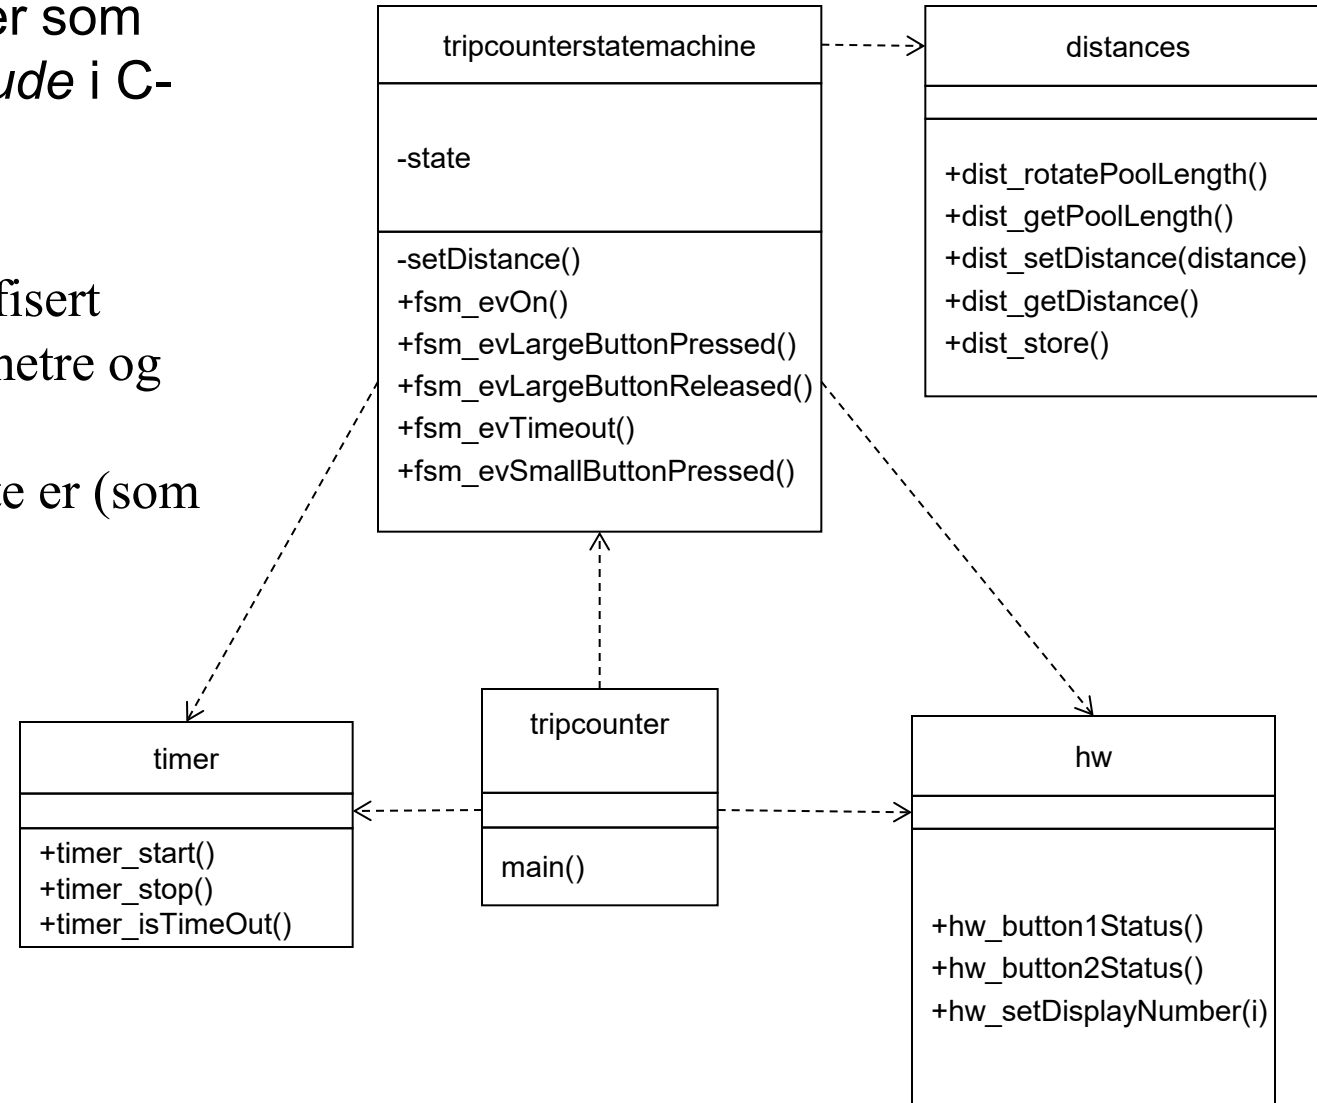 er som
ude i C-
fisert
netre og
te er (som
tripcounterstatemachine
-state
-setDistance()
+fsm_evOn()
+fsm_evLargeButtonPressed()
+fsm_evLargeButtonReleased()
+fsm_evTimeout()
+fsm_evSmallButtonPressed()
distances
+dist_rotatePoolLength()
+dist_getPoolLength()
+dist_setDistance(distance)
+dist_getDistance()
+dist_store()
timer
+timer_start()
+timer_stop()
+timer_isTimeOut()
tripcounter
main()
hw
+hw_button1Status()
+hw_button2Status()
+hw_setDisplayNumber(i)